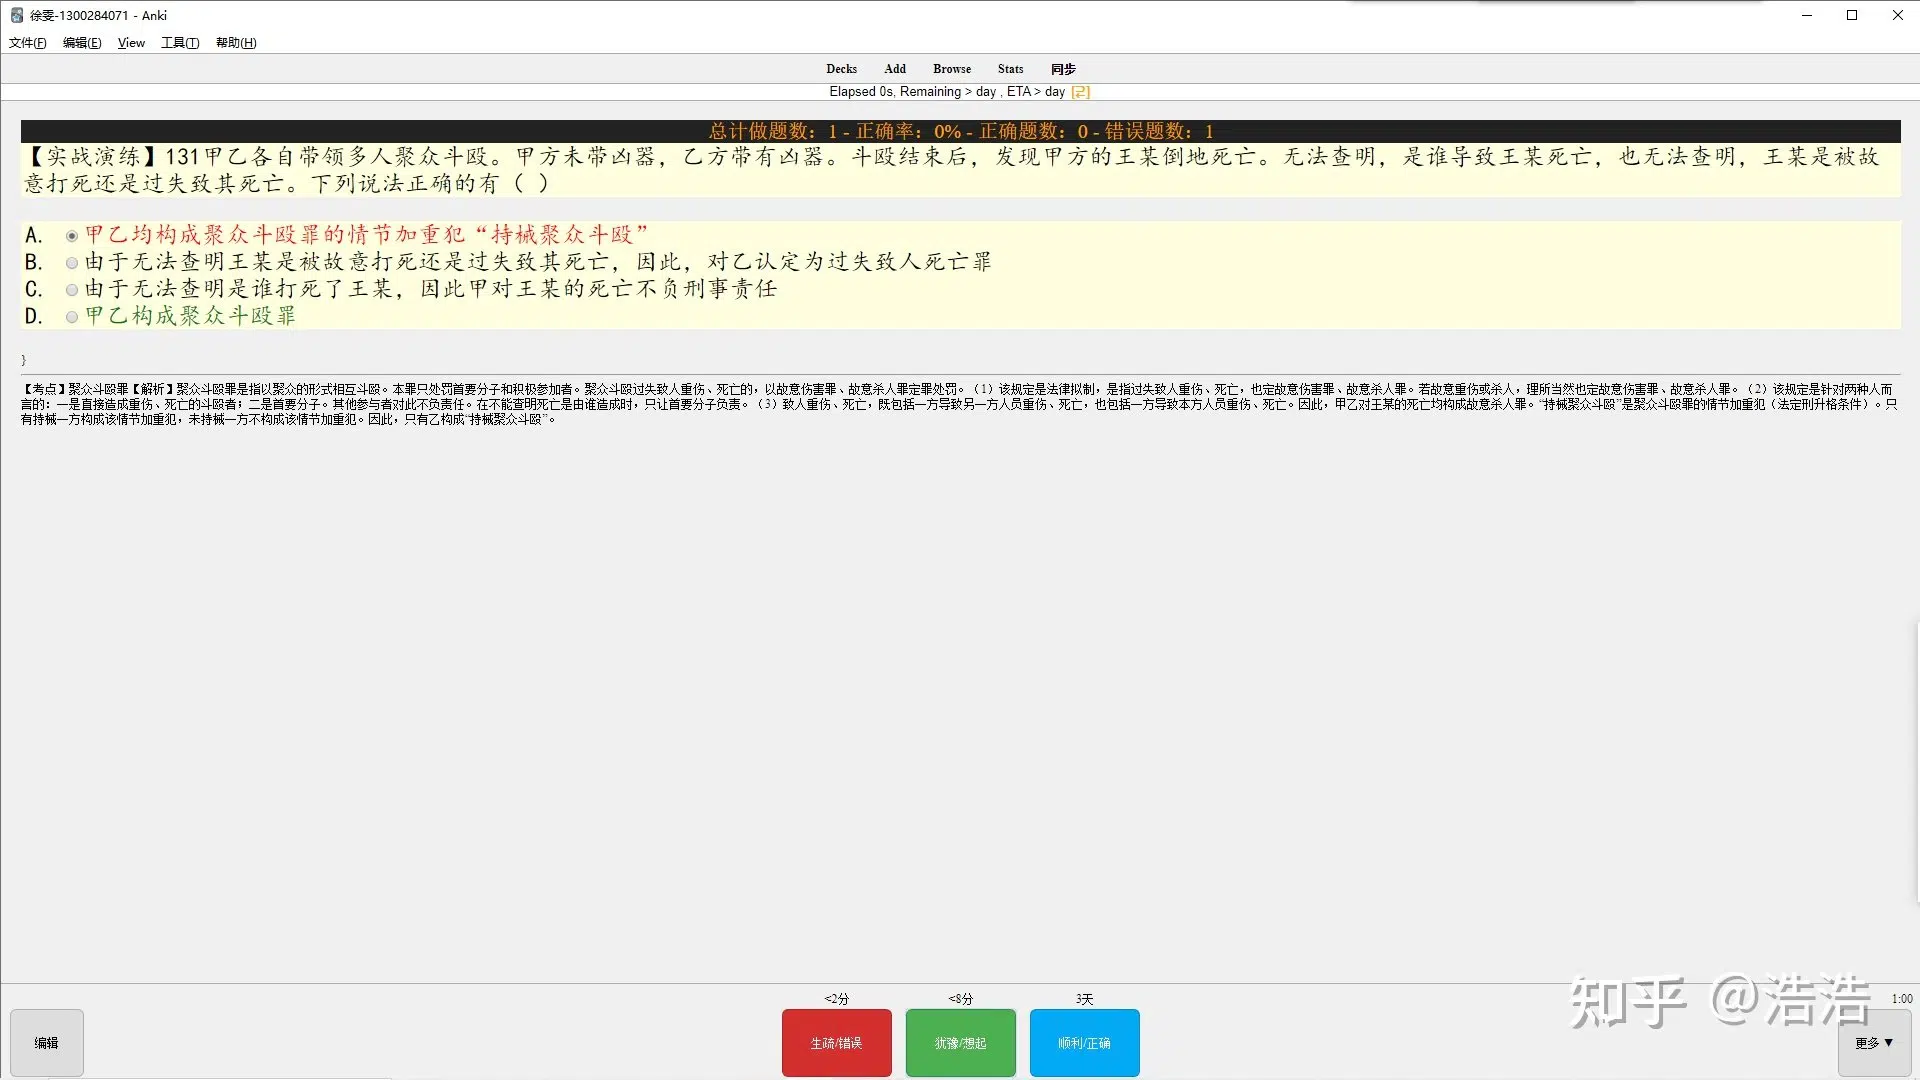 徐雯-1300284071 - Anki
文件(F) 编辑(E) View 工具(T) 帮助(H)
Decks Add Browse Stats 同步
Elapsed 0s, Remaining > day , ETA > day [已]
总计做题数：1 - 正确率：0% - 正确题数：0 - 错误题数：1
【实战演练】131甲乙各自带领多人聚众斗殴。甲方未带凶器，乙方带有凶器。斗殴结束后，发现甲方的王某倒地死亡。无法查明，是谁导致王某死亡，也无法查明，王某是被故
意打死还是过失致其死亡。下列说法正确的有（ ）
A. 甲乙均构成聚众斗殴罪的情节加重犯“持械聚众斗殴”
B. 由于无法查明王某是被故意打死还是过失致其死亡，因此，对乙认定为过失致人死亡罪
C. 由于无法查明是谁打死了王某，因此甲对王某的死亡不负刑事责任
D. 甲乙构成聚众斗殴罪
}
【考点】聚众斗殴罪【解析】聚众斗殴罪是指以聚众的形式相互斗殴。本罪只处罚首要分子和积极参加者。聚众斗殴过失致人重伤、死亡的，以故意伤害罪、故意杀人罪定罪处罚。（1）该规定是法律拟制，是指过失致人重伤、死亡，也定故意伤害罪、故意杀人罪。若故意重伤或杀人，理所当然也定故意伤害罪、故意杀人罪。（2）该规定是针对两种人而
言的：一是直接造成重伤、死亡的斗殴者；二是首要分子。其他参与者对此不负责任。在不能查明死亡是由谁造成时，只让首要分子负责。（3）致人重伤、死亡，既包括一方导致另一方人员重伤、死亡，也包括一方导致本方人员重伤、死亡。因此，甲乙对王某的死亡均构成故意杀人罪。“持械聚众斗殴”是聚众斗殴罪的情节加重犯（法定刑升格条件）。只
有持械一方构成该情节加重犯，未持械一方不构成该情节加重犯。因此，只有乙构成“持械聚众斗殴”。
<2分 <8分 3天 1:00
编辑 生疏/错误 犹豫/想起 顺利/正确 更多 ▼
知乎 @浩浩